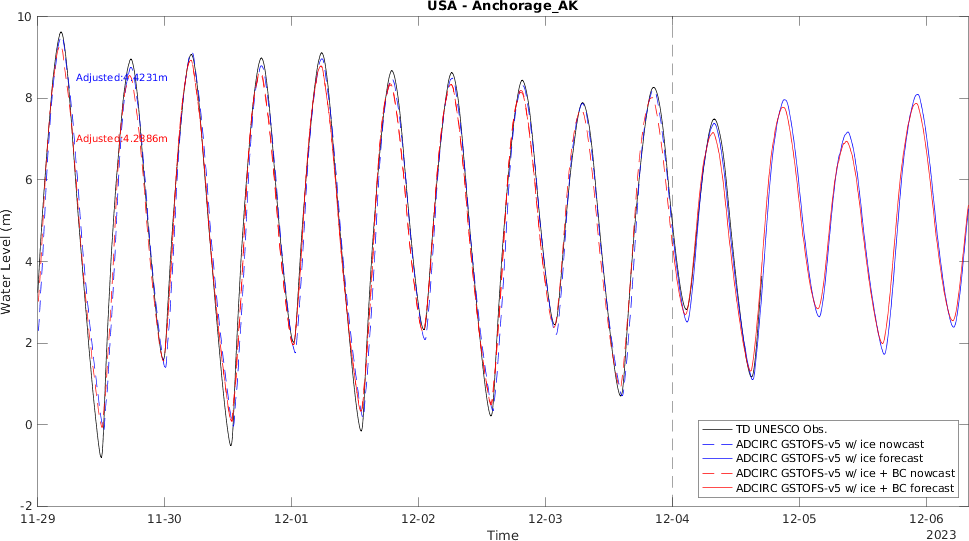 USA - Anchorage_AK
10
8
6
4
2
0
-2
Water Level (m)
Adjusted:4.4231m
Adjusted:4.2886m
TD UNESCO Obs.
ADCIRC GSTOFS-v5 w/ ice nowcast
ADCIRC GSTOFS-v5 w/ ice forecast
ADCIRC GSTOFS-v5 w/ ice + BC nowcast
ADCIRC GSTOFS-v5 w/ ice + BC forecast
11-29 11-30 12-01 12-02 12-03 12-04 12-05 12-06
Time
2023